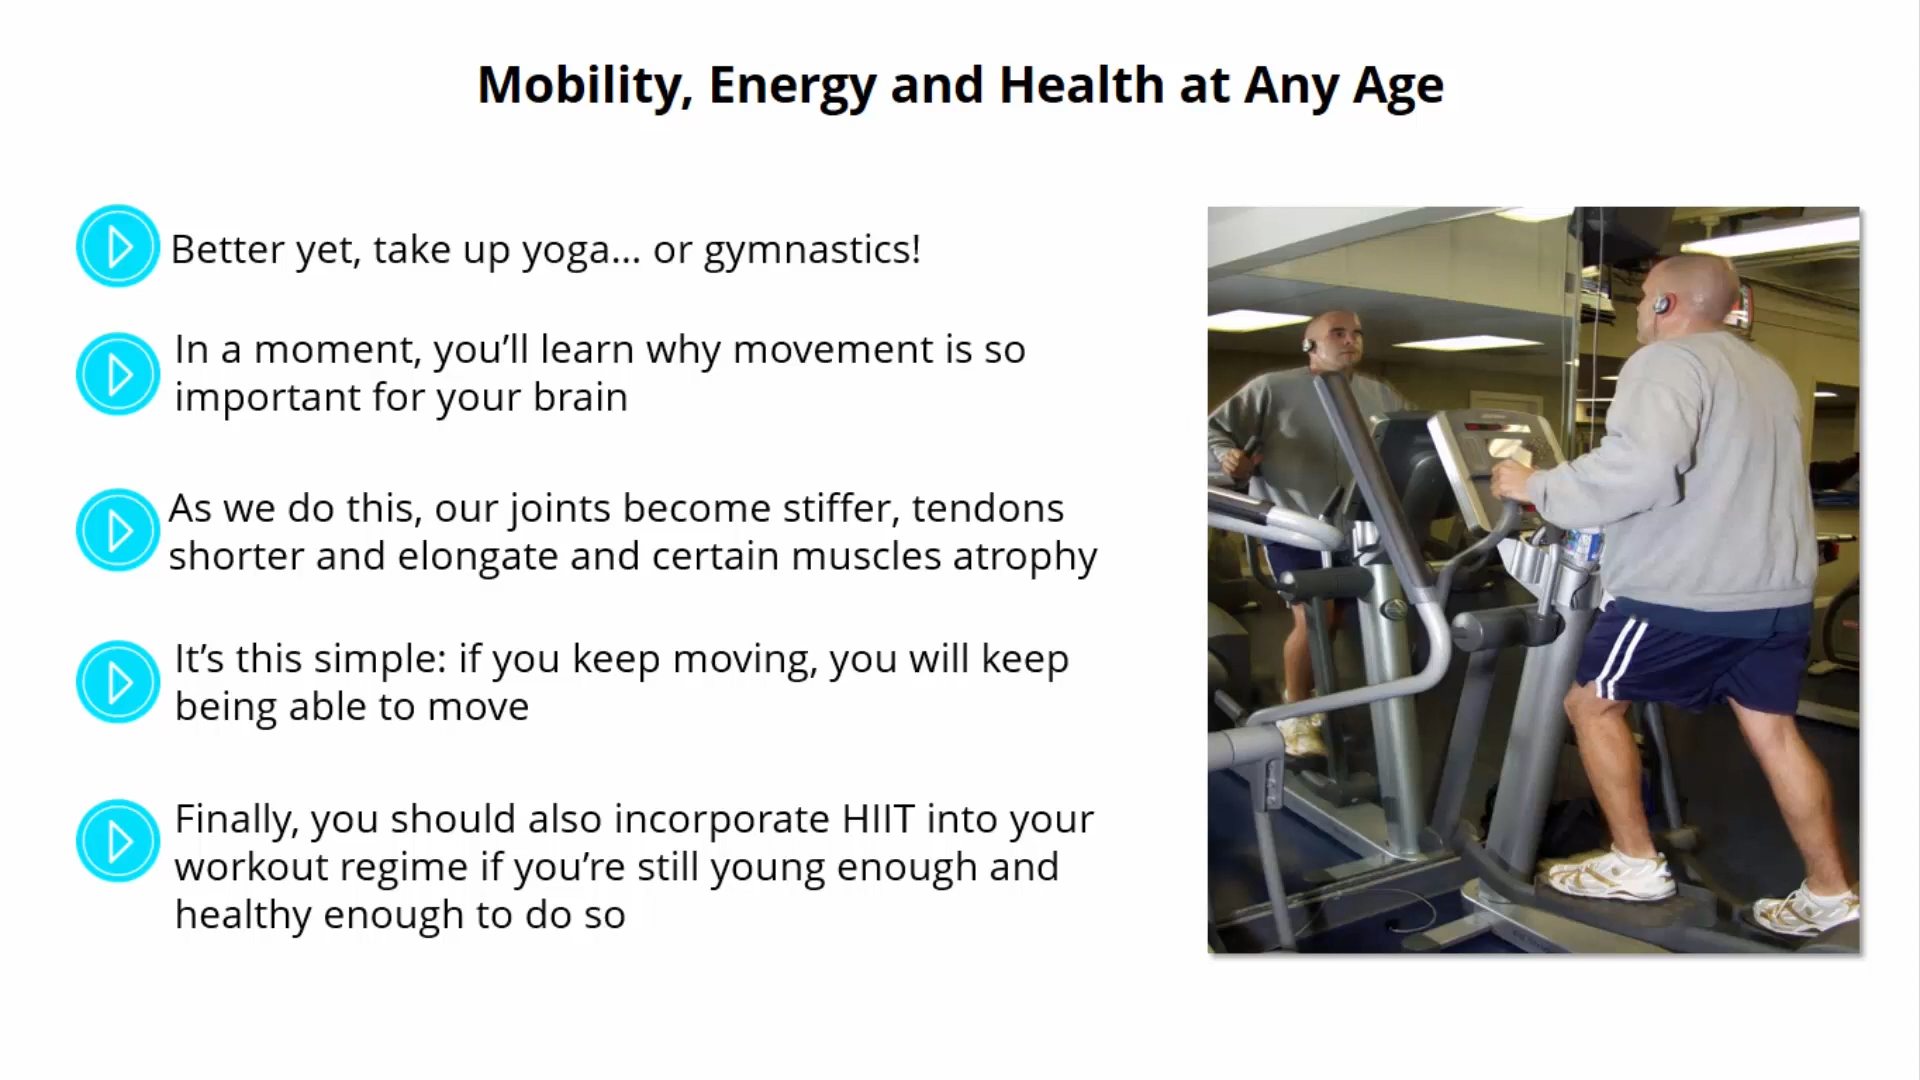 Mobility, Energy and Health at Any Age
Better yet, take up yoga... or gymnastics!
In a moment, you’ll learn why movement is so
important for your brain
As we do this, our joints become stiffer, tendons
shorter and elongate and certain muscles atrophy
It’s this simple: if you keep moving, you will keep
being able to move
Finally, you should also incorporate HIIT into your
workout regime if you’re still young enough and
healthy enough to do so